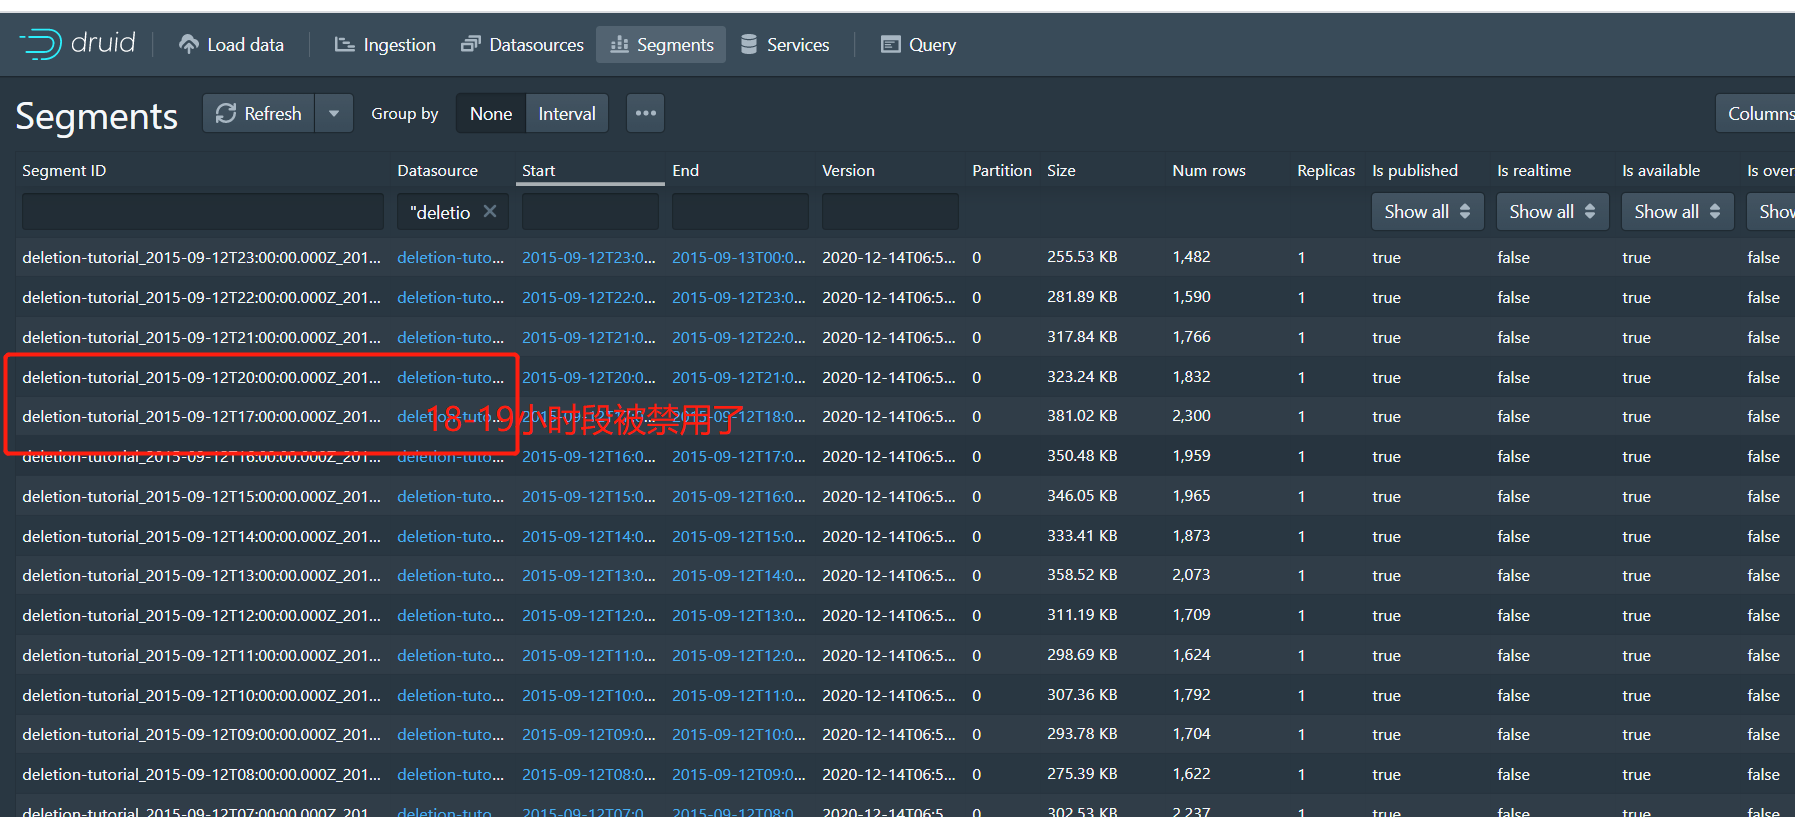 druid Load data Ingestion Datasources Segments Services Query
Segments Refresh Group by None Interval ••• Columns
Segment ID Datasource Start End Version Partition Size Num rows Replicas Is published Is realtime Is available Is over
"deletio Show all Show all Show all Show
deletion-tutorial_2015-09-12T23:00:00.000Z_201... deletion-tuto... 2015-09-12T23:0... 2015-09-13T00:0... 2020-12-14T06:5... 0 255.53 KB 1,482 1 true false true false
deletion-tutorial_2015-09-12T22:00:00.000Z_201... deletion-tuto... 2015-09-12T22:0... 2015-09-12T23:0... 2020-12-14T06:5... 0 281.89 KB 1,590 1 true false true false
deletion-tutorial_2015-09-12T21:00:00.000Z_201... deletion-tuto... 2015-09-12T21:0... 2015-09-12T22:0... 2020-12-14T06:5... 0 317.84 KB 1,766 1 true false true false
deletion-tutorial_2015-09-12T20:00:00.000Z_201... deletion-tuto... 2015-09-12T20:0... 2015-09-12T21:0... 2020-12-14T06:5... 0 323.24 KB 1,832 1 true false true false
deletion-tutorial_2015-09-12T17:00:00.000Z_201... deletion-tuto... 2015-09-12T17:0... 2015-09-12T18:0... 2020-12-14T06:5... 0 381.02 KB 2,300 1 true false true false
18-19小时段被禁用了
deletion-tutorial_2015-09-12T16:00:00.000Z_201... deletion-tuto... 2015-09-12T16:0... 2015-09-12T17:0... 2020-12-14T06:5... 0 350.48 KB 1,959 1 true false true false
deletion-tutorial_2015-09-12T15:00:00.000Z_201... deletion-tuto... 2015-09-12T15:0... 2015-09-12T16:0... 2020-12-14T06:5... 0 346.05 KB 1,965 1 true false true false
deletion-tutorial_2015-09-12T14:00:00.000Z_201... deletion-tuto... 2015-09-12T14:0... 2015-09-12T15:0... 2020-12-14T06:5... 0 333.41 KB 1,873 1 true false true false
deletion-tutorial_2015-09-12T13:00:00.000Z_201... deletion-tuto... 2015-09-12T13:0... 2015-09-12T14:0... 2020-12-14T06:5... 0 358.52 KB 2,073 1 true false true false
deletion-tutorial_2015-09-12T12:00:00.000Z_201... deletion-tuto... 2015-09-12T12:0... 2015-09-12T13:0... 2020-12-14T06:5... 0 311.19 KB 1,709 1 true false true false
deletion-tutorial_2015-09-12T11:00:00.000Z_201... deletion-tuto... 2015-09-12T11:0... 2015-09-12T12:0... 2020-12-14T06:5... 0 298.69 KB 1,624 1 true false true false
deletion-tutorial_2015-09-12T10:00:00.000Z_201... deletion-tuto... 2015-09-12T10:0... 2015-09-12T11:0... 2020-12-14T06:5... 0 307.36 KB 1,792 1 true false true false
deletion-tutorial_2015-09-12T09:00:00.000Z_201... deletion-tuto... 2015-09-12T09:0... 2015-09-12T10:0... 2020-12-14T06:5... 0 293.78 KB 1,704 1 true false true false
deletion-tutorial_2015-09-12T08:00:00.000Z_201... deletion-tuto... 2015-09-12T08:0... 2015-09-12T09:0... 2020-12-14T06:5... 0 275.39 KB 1,622 1 true false true false
deletion-tutorial_2015-09-12T07:00:00.000Z_201... deletion-tuto... 2015-09-12T07:0... 2015-09-12T08:0... 2020-12-14T06:5... 0 302.53 KB 2,237 1 true false true false